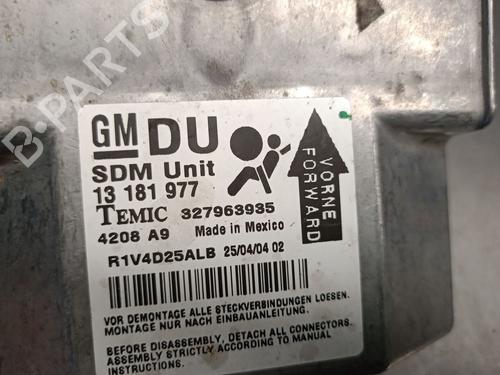 GM DU
SDM Unit
13 181 977
TEMIC 327963935
4208 A9 Made in Mexico
R1V4D25ALB 25/04/04 02
VORNE
FORWARD
VOR DEMONTAGE ALLE STECKVERBINDUNGEN LOESEN.
MONTAGE NUR NACH EINBAUANLEITUNG.
BEFORE DISASSEMBLY, DETACH ALL CONNECTORS.
ASSEMBLY STRICTLY ACCORDING TO MANUAL
INSTRUCTIONS.